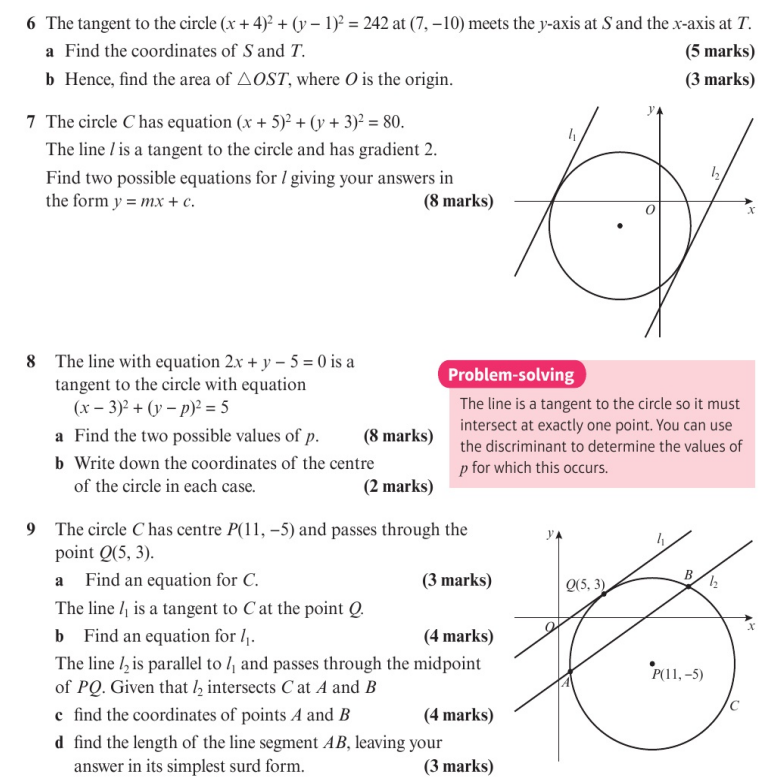 6 The tangent to the circle (x + 4)² + (y − 1)² = 242 at (7, −10) meets the y-axis at S and the x-axis at T.
a Find the coordinates of S and T. (5 marks)
b Hence, find the area of △OST, where O is the origin. (3 marks)
7 The circle C has equation (x + 5)² + (y + 3)² = 80.
The line l is a tangent to the circle and has gradient 2.
Find two possible equations for l giving your answers in
the form y = mx + c. (8 marks)
y
l₁
l₂
O
x
8 The line with equation 2x + y − 5 = 0 is a
tangent to the circle with equation
(x − 3)² + (y − p)² = 5
a Find the two possible values of p. (8 marks)
b Write down the coordinates of the centre
of the circle in each case. (2 marks)
Problem-solving
The line is a tangent to the circle so it must
intersect at exactly one point. You can use
the discriminant to determine the values of
p for which this occurs.
9 The circle C has centre P(11, −5) and passes through the
point Q(5, 3).
a Find an equation for C. (3 marks)
The line l₁ is a tangent to C at the point Q.
b Find an equation for l₁. (4 marks)
The line l₂ is parallel to l₁ and passes through the midpoint
of PQ. Given that l₂ intersects C at A and B
c find the coordinates of points A and B (4 marks)
d find the length of the line segment AB, leaving your
answer in its simplest surd form. (3 marks)
y
l₁
Q(5, 3)
B
l₂
O
x
A
P(11, −5)
C